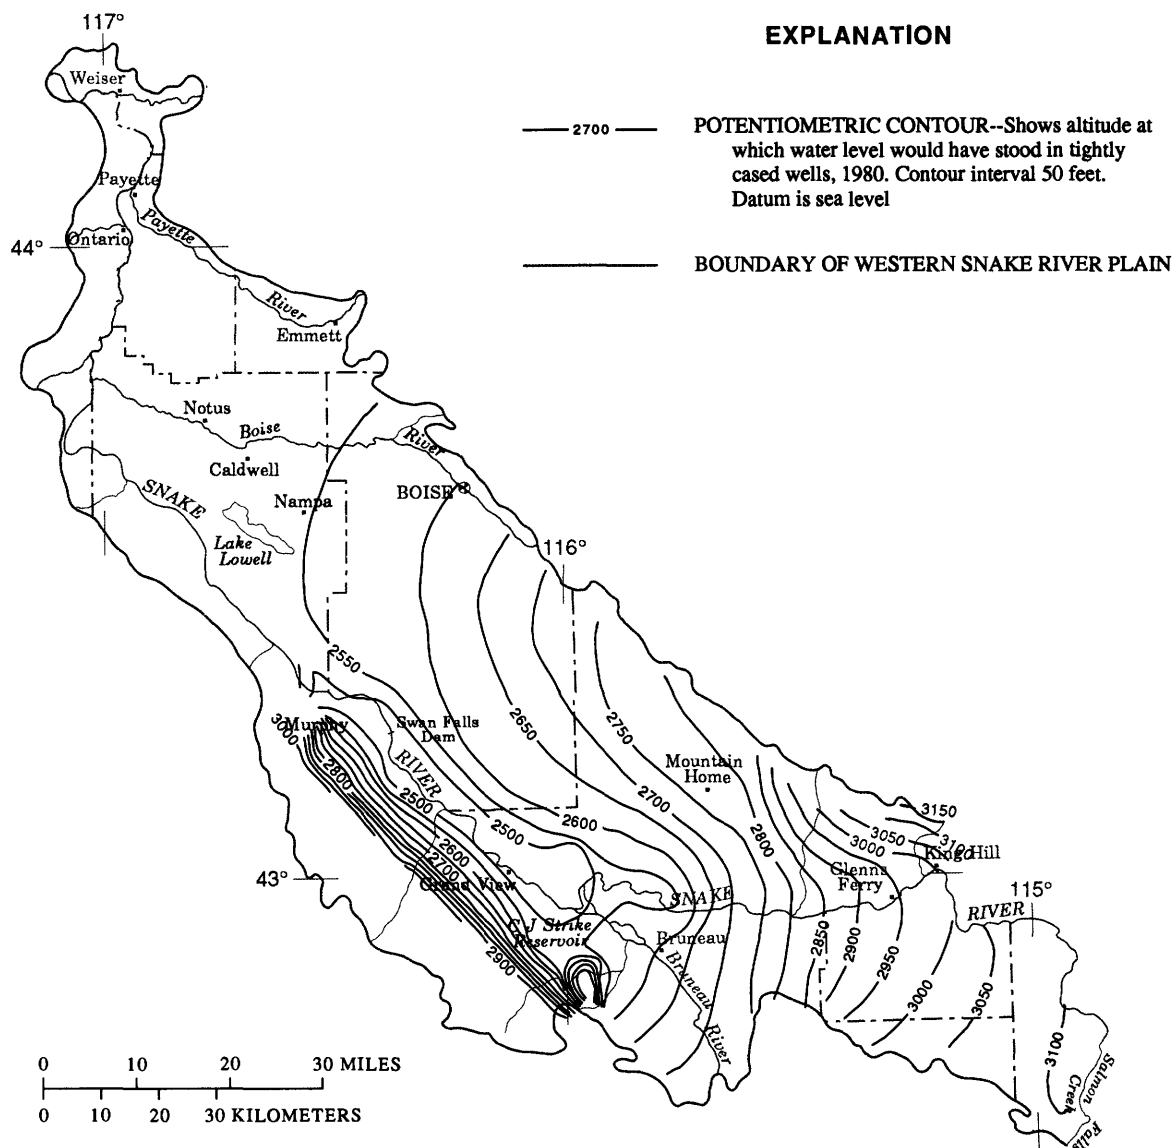 117°
EXPLANATION
Weiser
2700
POTENTIOMETRIC CONTOUR--Shows altitude at
which water level would have stood in tightly
cased wells, 1980. Contour interval 50 feet.
Datum is sea level
Payette
Payette
Ontario
44°
BOUNDARY OF WESTERN SNAKE RIVER PLAIN
River
Emmett
Notus
Boise
River
Caldwell
SNAKE
Nampa
BOISE
Lake
Lowell
116°
2550
3000
Murphy
Swan Falls
Dam
2650
2750
RIVER
Mountain
Home
2800
2500
2700
3150
2500
2600
2800
3050
3100
3000
King Hill
2600
2700
Glenns
Ferry
43°
Grand View
SNAKE
115°
RIVER
C J Strike
Reservoir
Bruneau
2850
2900
2950
2900
Bruneau
River
3000
3050
3100
Salmon
Falls
Creek
0 10 20 30 MILES
0 10 20 30 KILOMETERS